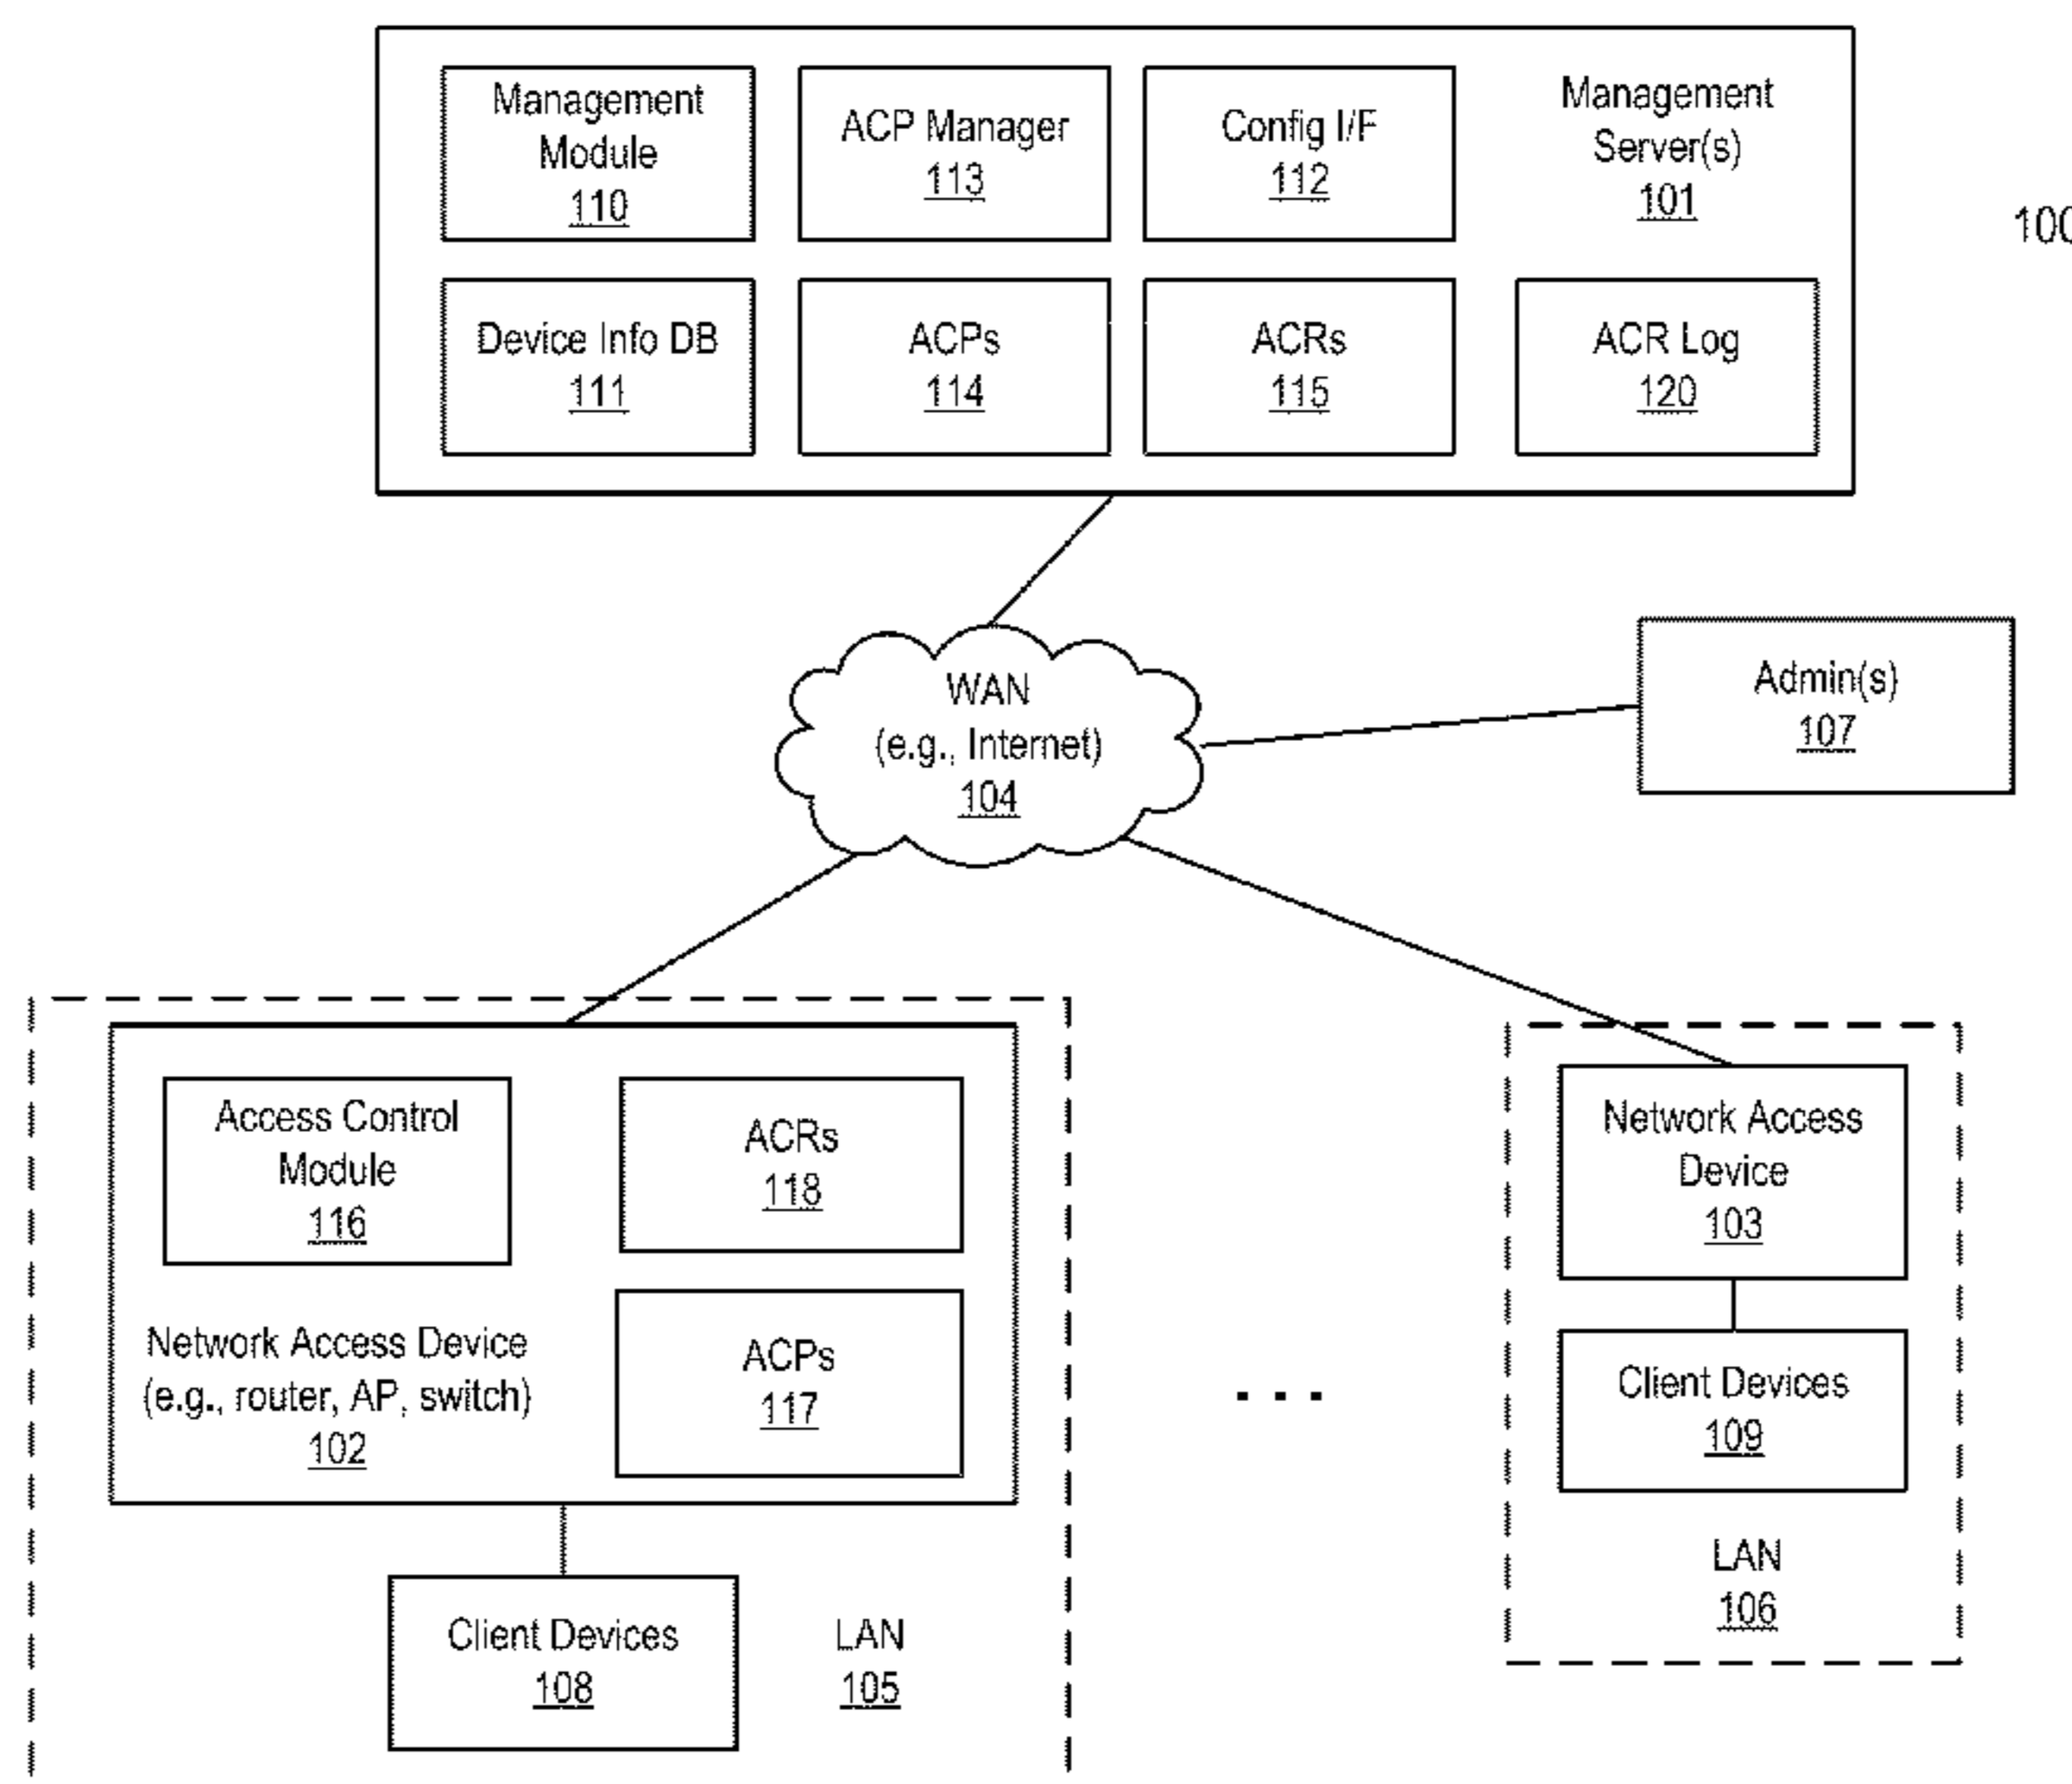 Management
Module
110
ACP Manager
113
Config I/F
112
Management
Server(s)
101
100
Device Info DB
111
ACPs
114
ACRs
115
ACR Log
120
WAN
(e.g., Internet)
104
Admin(s)
107
Access Control
Module
116
ACRs
118
Network Access Device
(e.g., router, AP, switch)
102
ACPs
117
Client Devices
108
LAN
105
. . .
Network Access
Device
103
Client Devices
109
LAN
106